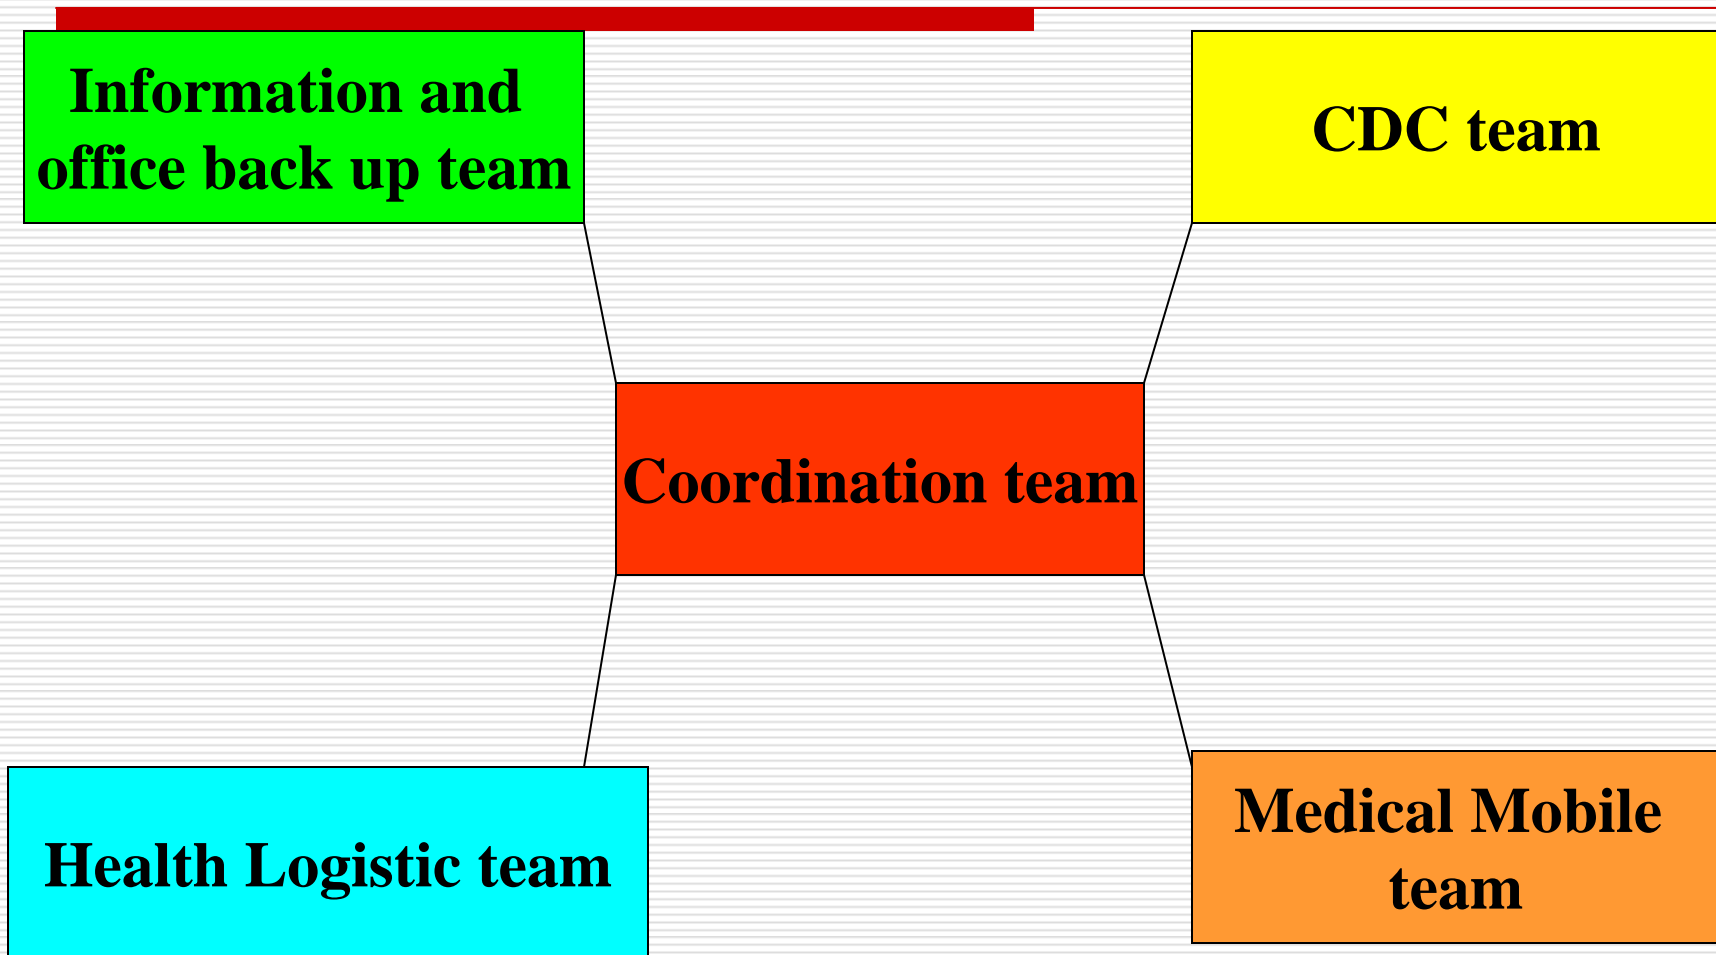 Information and
office back up team
CDC team
Coordination team
Health Logistic team
Medical Mobile
team